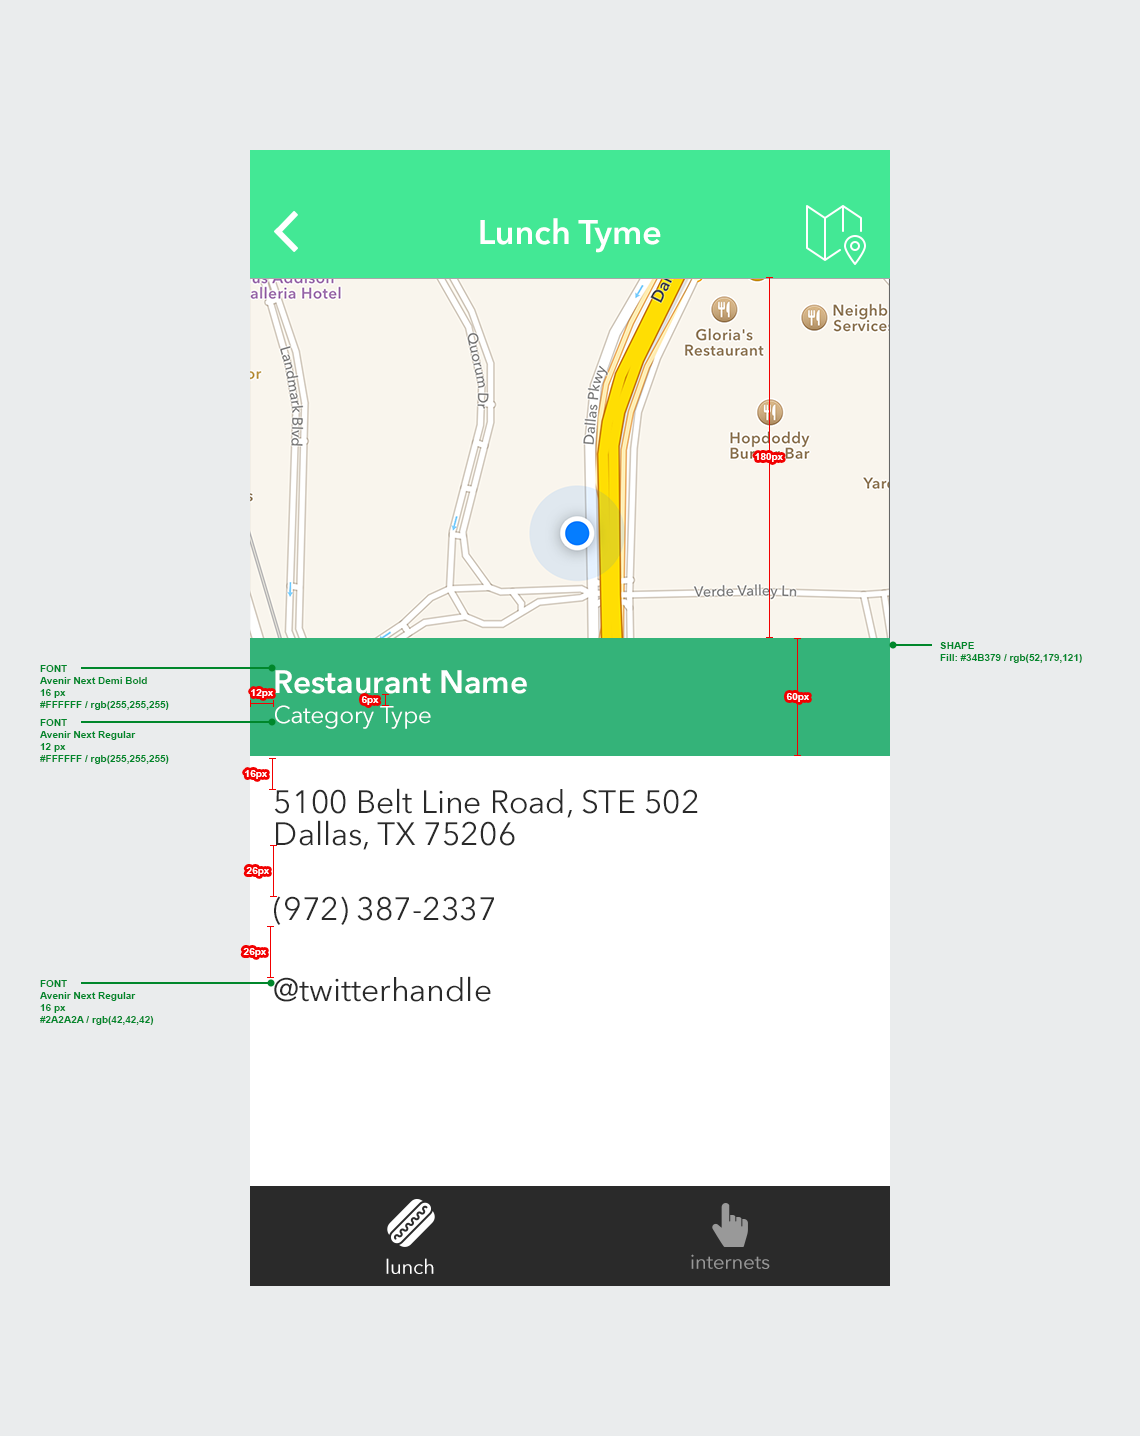 Lunch Tyme
us Addison
alleria Hotel
Dal
Neighb
Services
Gloria's
Restaurant
Landmark Blvd
Quorum Dr
Dallas Pkwy
or
Hopdoddy
Burger Bar
180px
Yard
s
Verde Valley Ln
SHAPE
Fill: #34B379 / rgb(52,179,121)
FONT
Avenir Next Demi Bold
16 px
#FFFFFF / rgb(255,255,255)
12px
Restaurant Name
6px
60px
FONT
Avenir Next Regular
12 px
#FFFFFF / rgb(255,255,255)
Category Type
16px
5100 Belt Line Road, STE 502
Dallas, TX 75206
26px
(972) 387-2337
26px
FONT
Avenir Next Regular
16 px
#2A2A2A / rgb(42,42,42)
@twitterhandle
lunch
internets